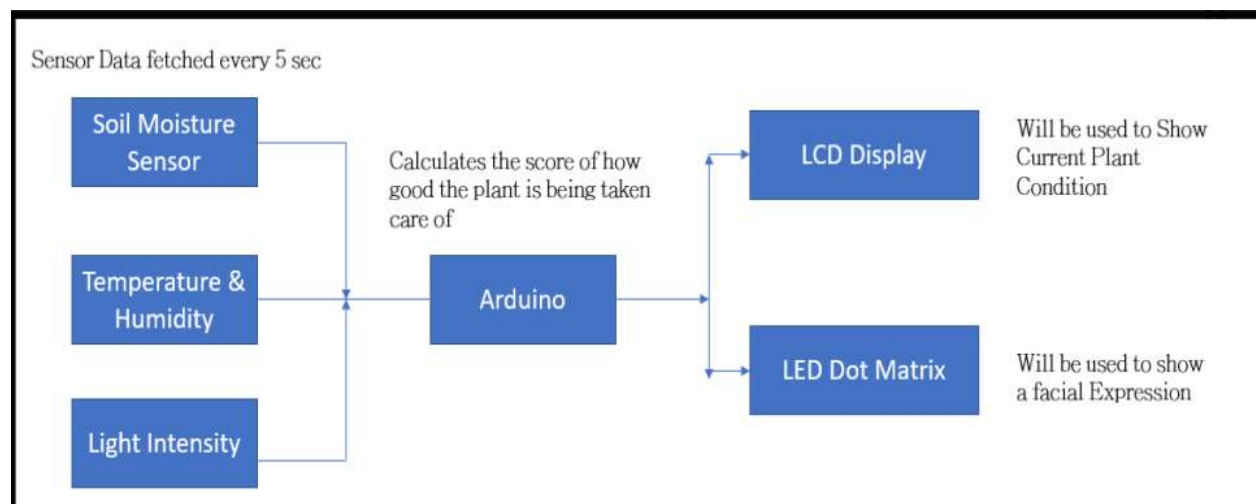 Sensor Data fetched every 5 sec
Soil Moisture
Sensor
Temperature &
Humidity
Light Intensity
Calculates the score of how
good the plant is being taken
care of
Arduino
LCD Display
Will be used to Show
Current Plant
Condition
LED Dot Matrix
Will be used to show
a facial Expression